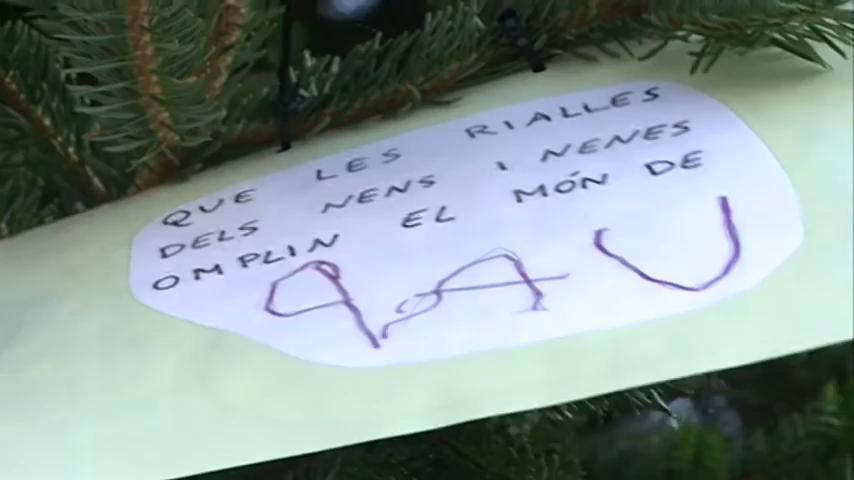 QUE LES RIALLES
DELS NENS I NENES
OMPLIN EL MÓN DE
PAU